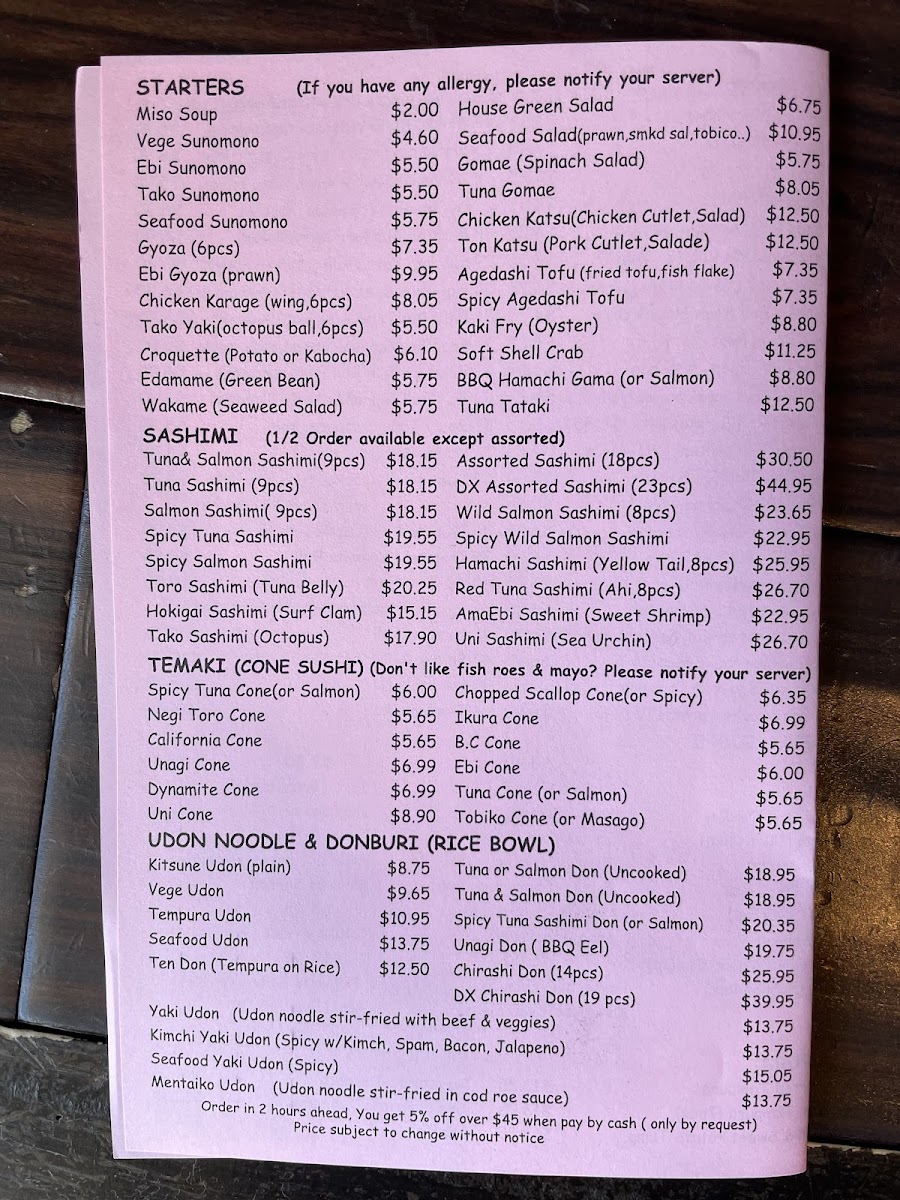 STARTERS (If you have any allergy, please notify your server)
Miso Soup $2.00 House Green Salad $6.75
Vege Sunomono $4.60 Seafood Salad(prawn,smkd sal,tobico..) $10.95
Ebi Sunomono $5.50 Gomae (Spinach Salad) $5.75
Tako Sunomono $5.50 Tuna Gomae $8.05
Seafood Sunomono $5.75 Chicken Katsu(Chicken Cutlet,Salad) $12.50
Gyoza (6pcs) $7.35 Ton Katsu (Pork Cutlet,Salade) $12.50
Ebi Gyoza (prawn) $9.95 Agedashi Tofu (fried tofu,fish flake) $7.35
Chicken Karage (wing,6pcs) $8.05 Spicy Agedashi Tofu $7.35
Tako Yaki(octopus ball,6pcs) $5.50 Kaki Fry (Oyster) $8.80
Croquette (Potato or Kabocha) $6.10 Soft Shell Crab $11.25
Edamame (Green Bean) $5.75 BBQ Hamachi Gama (or Salmon) $8.80
Wakame (Seaweed Salad) $5.75 Tuna Tataki $12.50
SASHIMI (1/2 Order available except assorted)
Tuna& Salmon Sashimi(9pcs) $18.15 Assorted Sashimi (18pcs) $30.50
Tuna Sashimi (9pcs) $18.15 DX Assorted Sashimi (23pcs) $44.95
Salmon Sashimi( 9pcs) $18.15 Wild Salmon Sashimi (8pcs) $23.65
Spicy Tuna Sashimi $19.55 Spicy Wild Salmon Sashimi $22.95
Spicy Salmon Sashimi $19.55 Hamachi Sashimi (Yellow Tail,8pcs) $25.95
Toro Sashimi (Tuna Belly) $20.25 Red Tuna Sashimi (Ahi,8pcs) $26.70
Hokigai Sashimi (Surf Clam) $15.15 AmaEbi Sashimi (Sweet Shrimp) $22.95
Tako Sashimi (Octopus) $17.90 Uni Sashimi (Sea Urchin) $26.70
TEMAKI (CONE SUSHI) (Don't like fish roes & mayo? Please notify your server)
Spicy Tuna Cone(or Salmon) $6.00 Chopped Scallop Cone(or Spicy) $6.35
Negi Toro Cone $5.65 Ikura Cone $6.99
California Cone $5.65 B.C Cone $5.65
Unagi Cone $6.99 Ebi Cone $6.00
Dynamite Cone $6.99 Tuna Cone (or Salmon) $5.65
Uni Cone $8.90 Tobiko Cone (or Masago) $5.65
UDON NOODLE & DONBURI (RICE BOWL)
Kitsune Udon (plain) $8.75 Tuna or Salmon Don (Uncooked) $18.95
Vege Udon $9.65 Tuna & Salmon Don (Uncooked) $18.95
Tempura Udon $10.95 Spicy Tuna Sashimi Don (or Salmon) $20.35
Seafood Udon $13.75 Unagi Don ( BBQ Eel) $19.75
Ten Don (Tempura on Rice) $12.50 Chirashi Don (14pcs) $25.95
DX Chirashi Don (19 pcs) $39.95
Yaki Udon (Udon noodle stir-fried with beef & veggies) $13.75
Kimchi Yaki Udon (Spicy w/Kimch, Spam, Bacon, Jalapeno) $13.75
Seafood Yaki Udon (Spicy) $15.05
Mentaiko Udon (Udon noodle stir-fried in cod roe sauce) $13.75
Order in 2 hours ahead, You get 5% off over $45 when pay by cash ( only by request)
Price subject to change without notice